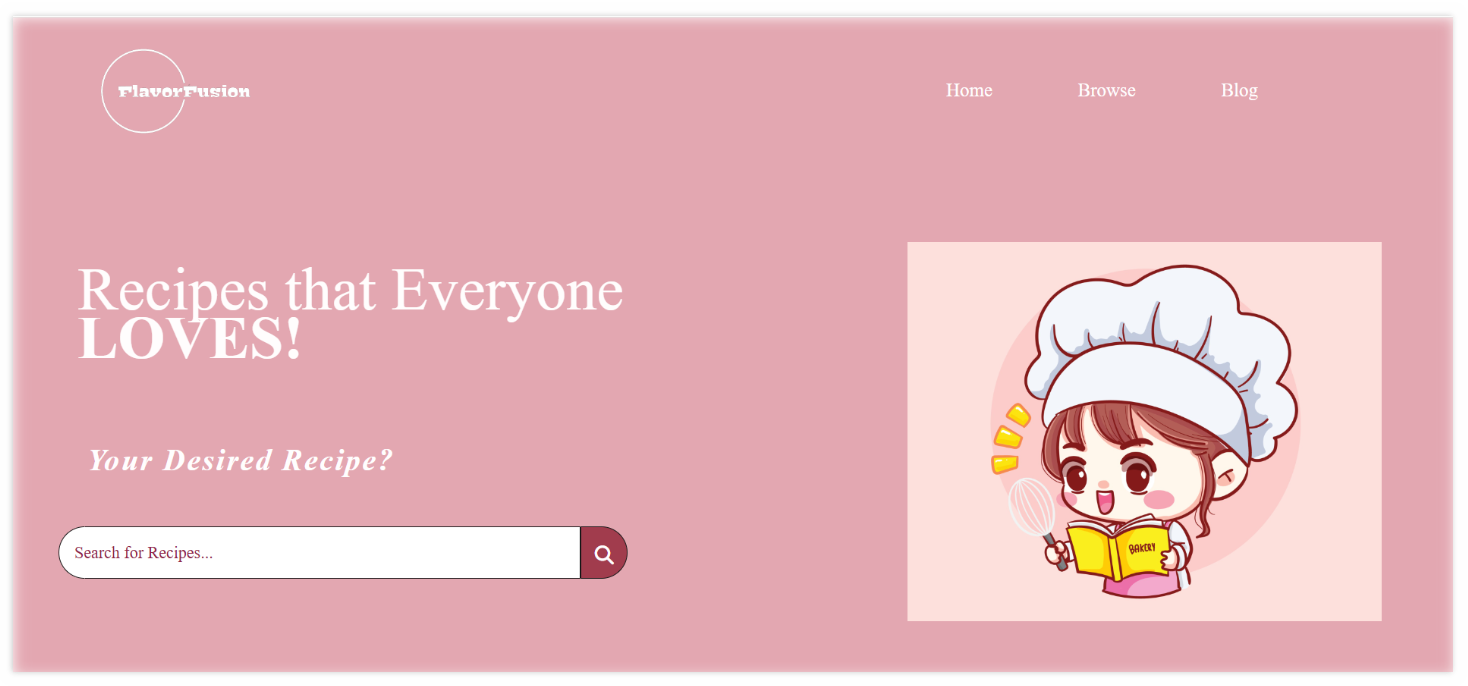 FlavorFusion
Home Browse Blog
Recipes that Everyone
LOVES!
Your Desired Recipe?
Search for Recipes...
BAKERY